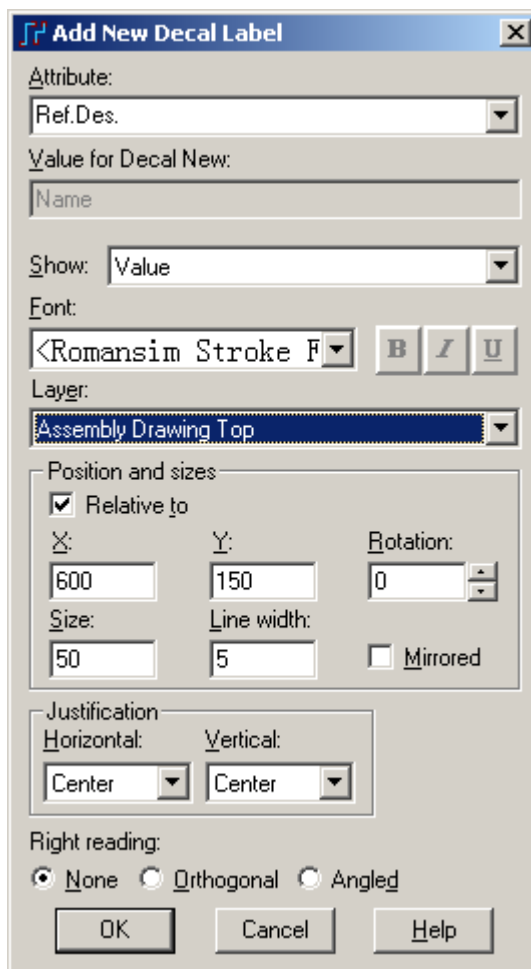 Add New Decal Label
Attribute:
Ref.Des.
Value for Decal New:
Name
Show: Value
Font:
<Romansim Stroke F B I U
Layer:
Assembly Drawing Top
Position and sizes
Relative to
X: Y: Rotation:
600 150 0
Size: Line width:
50 5 Mirrored
Justification
Horizontal: Vertical:
Center Center
Right reading:
None Orthogonal Angled
OK Cancel Help